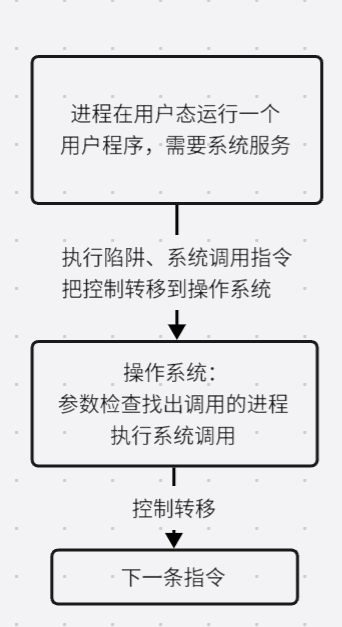 进程在用户态运行一个
用户程序，需要系统服务
执行陷阱、系统调用指令
把控制转移到操作系统
操作系统：
参数检查找出调用的进程
执行系统调用
控制转移
下一条指令